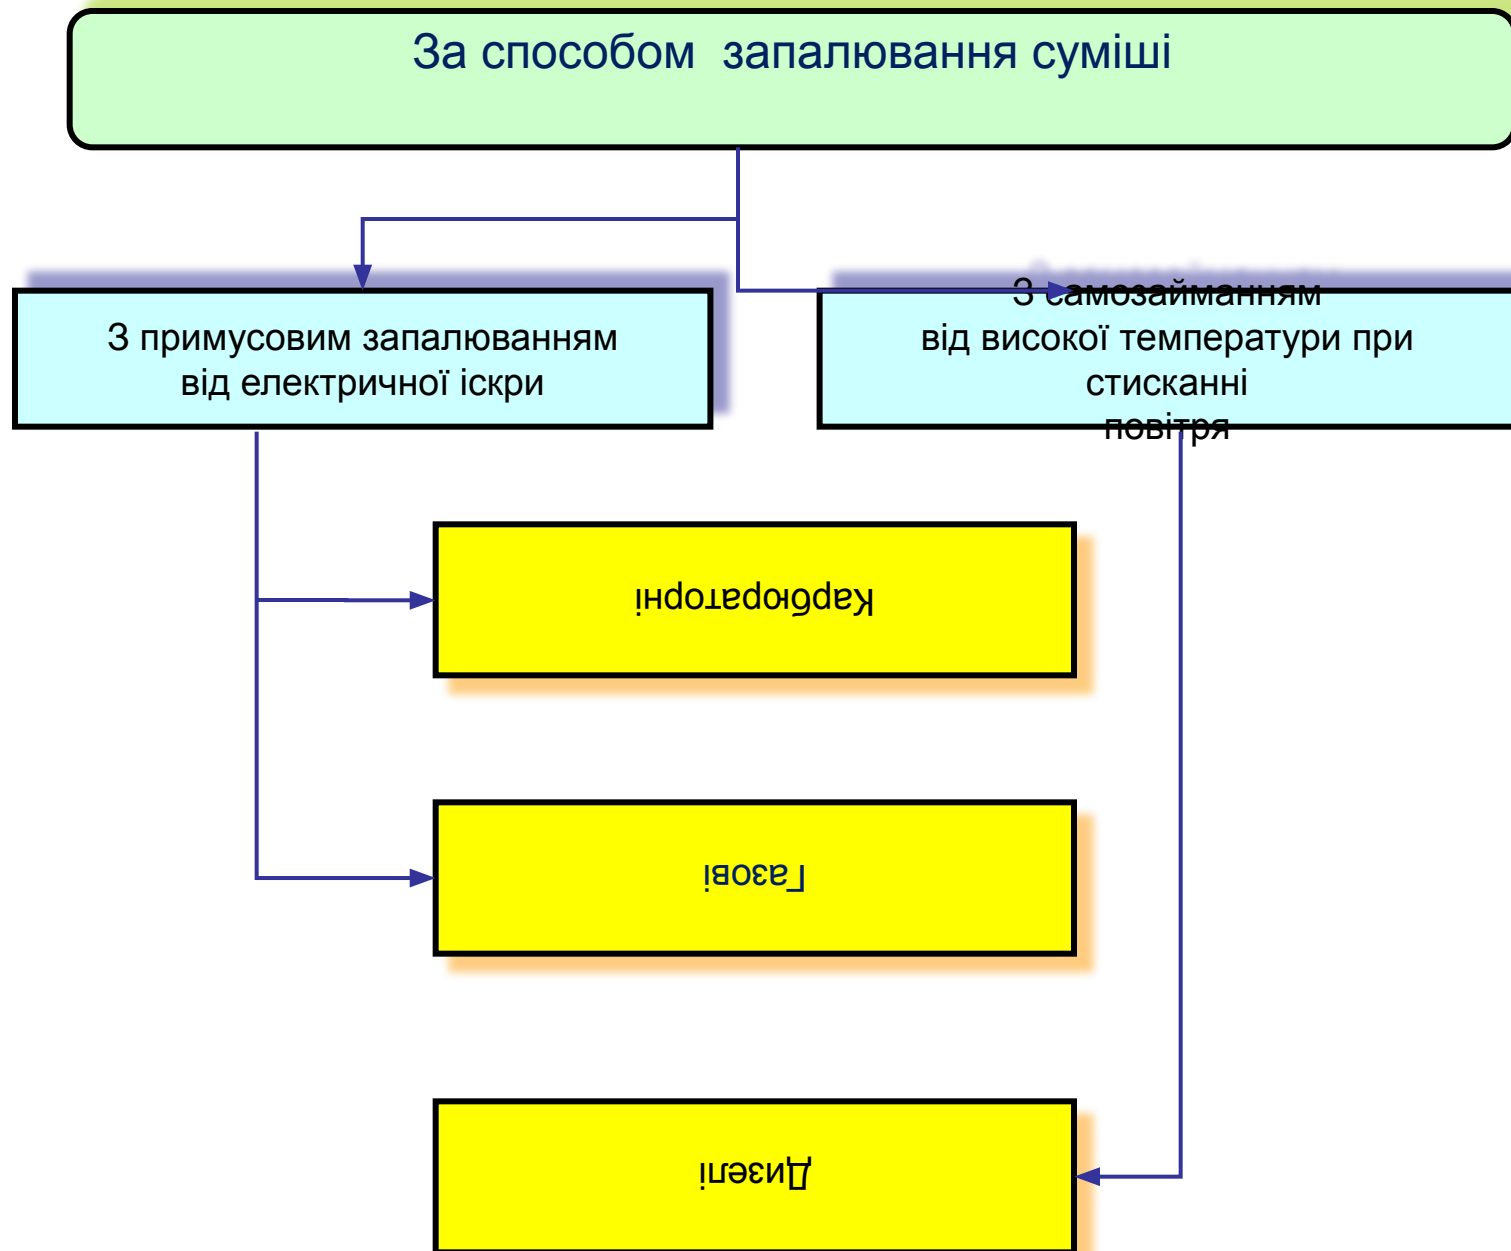 За способом запалювання суміші
З примусовим запалюванням
від електричної іскри
З самозайманням
від високої температури при
стисканні
повітря
Карбюраторні
Газові
Дизелі